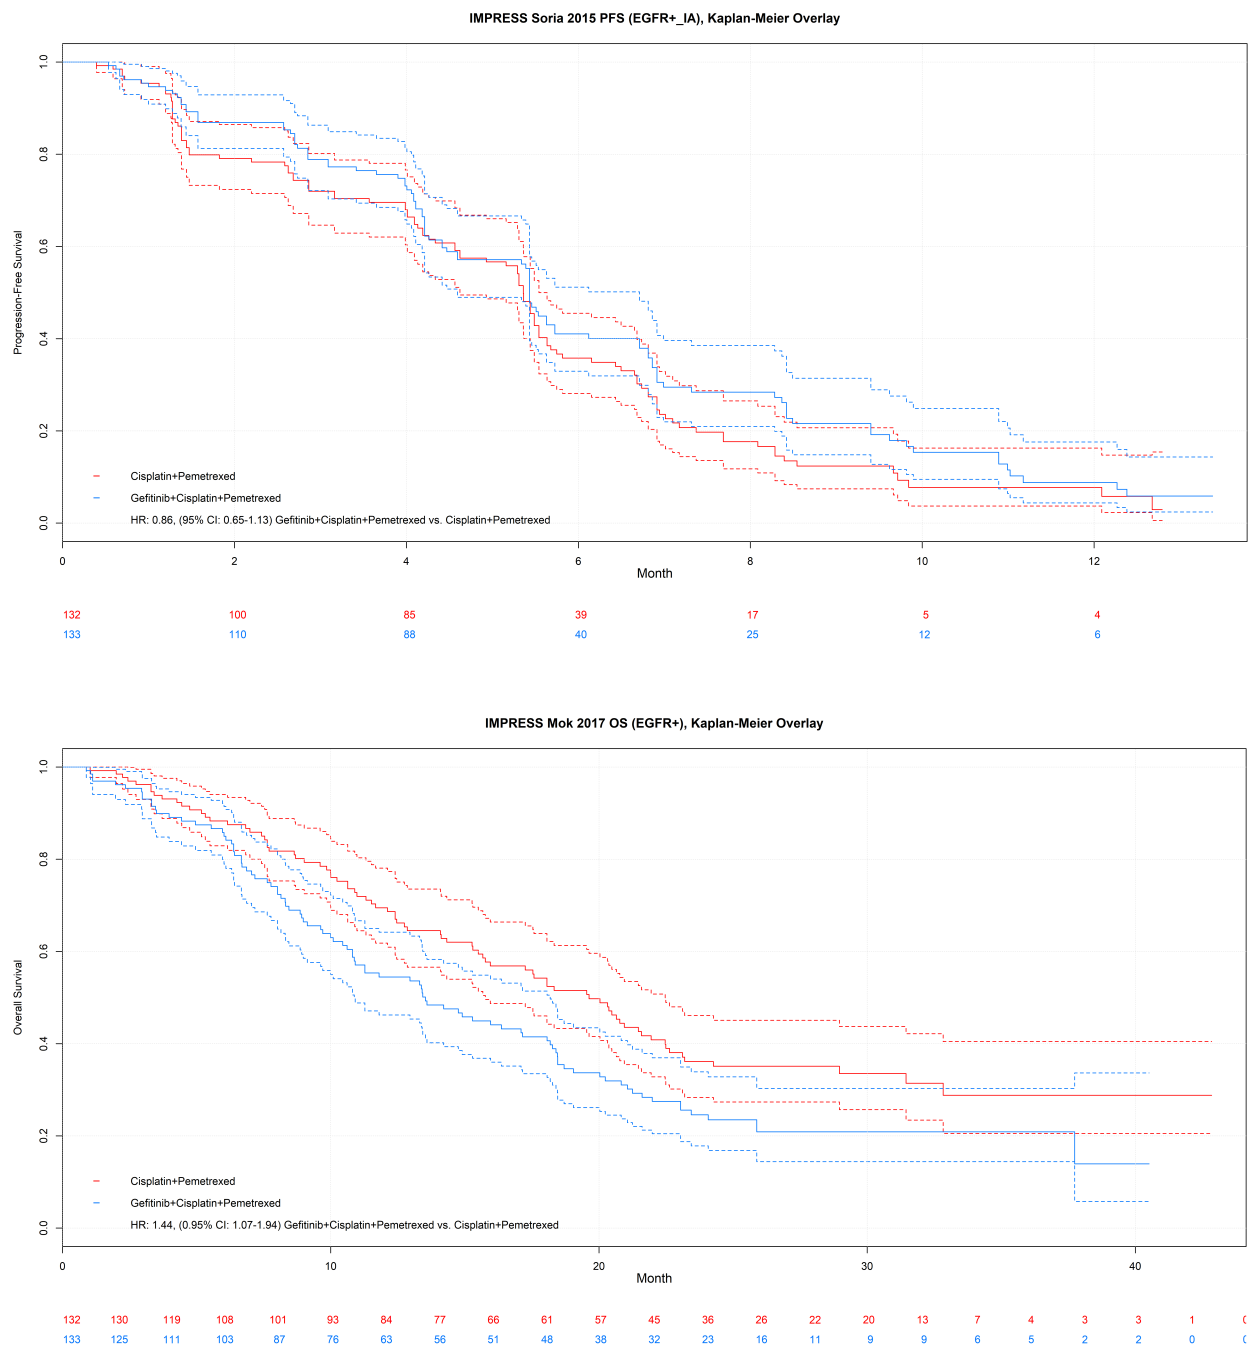 IMPRESS Soria 2015 PFS (EGFR+_IA), Kaplan-Meier Overlay
Progression-Free Survival
1.0
0.8
0.6
0.4
0.2
0.0
Cisplatin+Pemetrexed
Gefitinib+Cisplatin+Pemetrexed
HR: 0.86, (95% CI: 0.65-1.13) Gefitinib+Cisplatin+Pemetrexed vs. Cisplatin+Pemetrexed
0 2 4 6 8 10 12
Month
132 100 85 39 17 5 4
133 110 88 40 25 12 6
IMPRESS Mok 2017 OS (EGFR+), Kaplan-Meier Overlay
Overall Survival
1.0
0.8
0.6
0.4
0.2
0.0
Cisplatin+Pemetrexed
Gefitinib+Cisplatin+Pemetrexed
HR: 1.44, (0.95% CI: 1.07-1.94) Gefitinib+Cisplatin+Pemetrexed vs. Cisplatin+Pemetrexed
0 10 20 30 40
Month
132 130 119 108 101 93 84 77 66 61 57 45 36 26 22 20 13 7 4 3 3 1
133 125 111 103 87 76 63 56 51 48 38 32 23 16 11 9 9 6 5 2 2 0